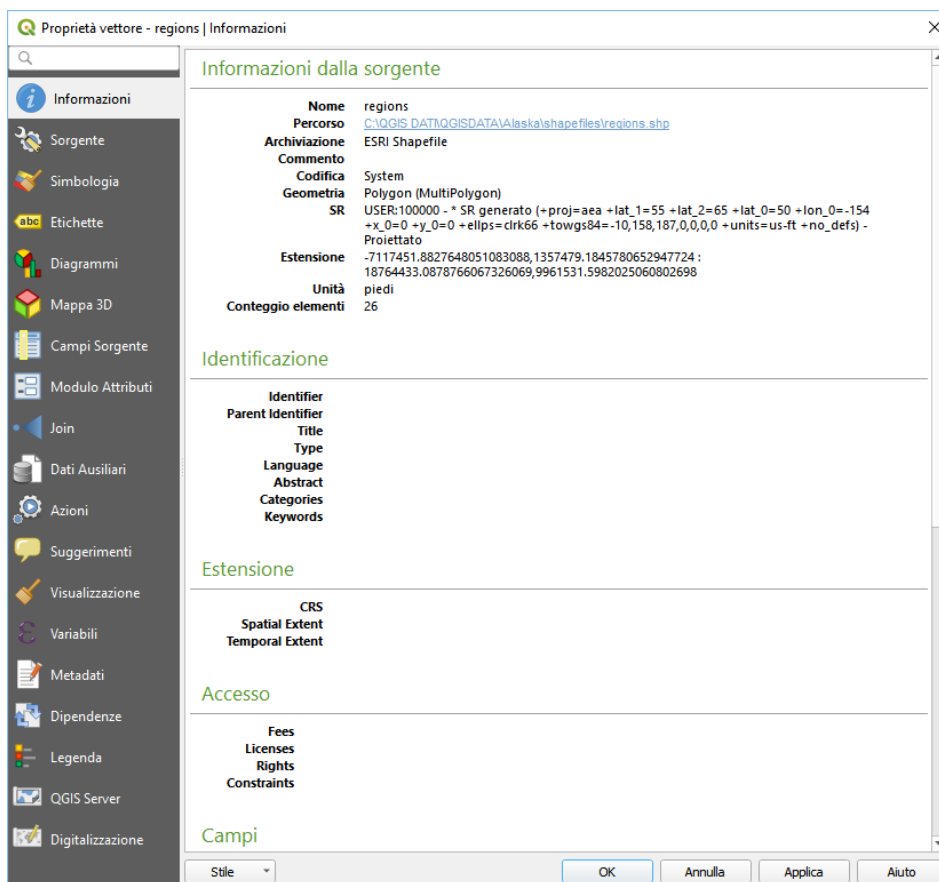 Proprietà vettore - regions | Informazioni
Informazioni
Sorgente
Simbologia
abc Etichette
Diagrammi
Mappa 3D
Campi Sorgente
Modulo Attributi
Join
Dati Ausiliari
Azioni
Suggerimenti
Visualizzazione
Variabili
Metadati
Dipendenze
Legenda
QGIS Server
Digitalizzazione
Informazioni dalla sorgente
Nome regions
Percorso C:\QGIS DATI\QGISDATA\Alaska\shapefiles\regions.shp
Archiviazione ESRI Shapefile
Commento
Codifica System
Geometria Polygon (MultiPolygon)
SR USER:100000 - * SR generato (+proj=aea +lat_1=55 +lat_2=65 +lat_0=50 +lon_0=-154
+x_0=0 +y_0=0 +ellps=clrk66 +towgs84=-10,158,187,0,0,0,0 +units=us-ft +no_defs) -
Proiettato
Estensione -7117451.8827648051083088,1357479.1845780652947724 :
18764433.0878766067326069,9961531.5982025060802698
Unità piedi
Conteggio elementi 26
Identificazione
Identifier
Parent Identifier
Title
Type
Language
Abstract
Categories
Keywords
Estensione
CRS
Spatial Extent
Temporal Extent
Accesso
Fees
Licenses
Rights
Constraints
Campi
Stile
OK
Annulla
Applica
Aiuto